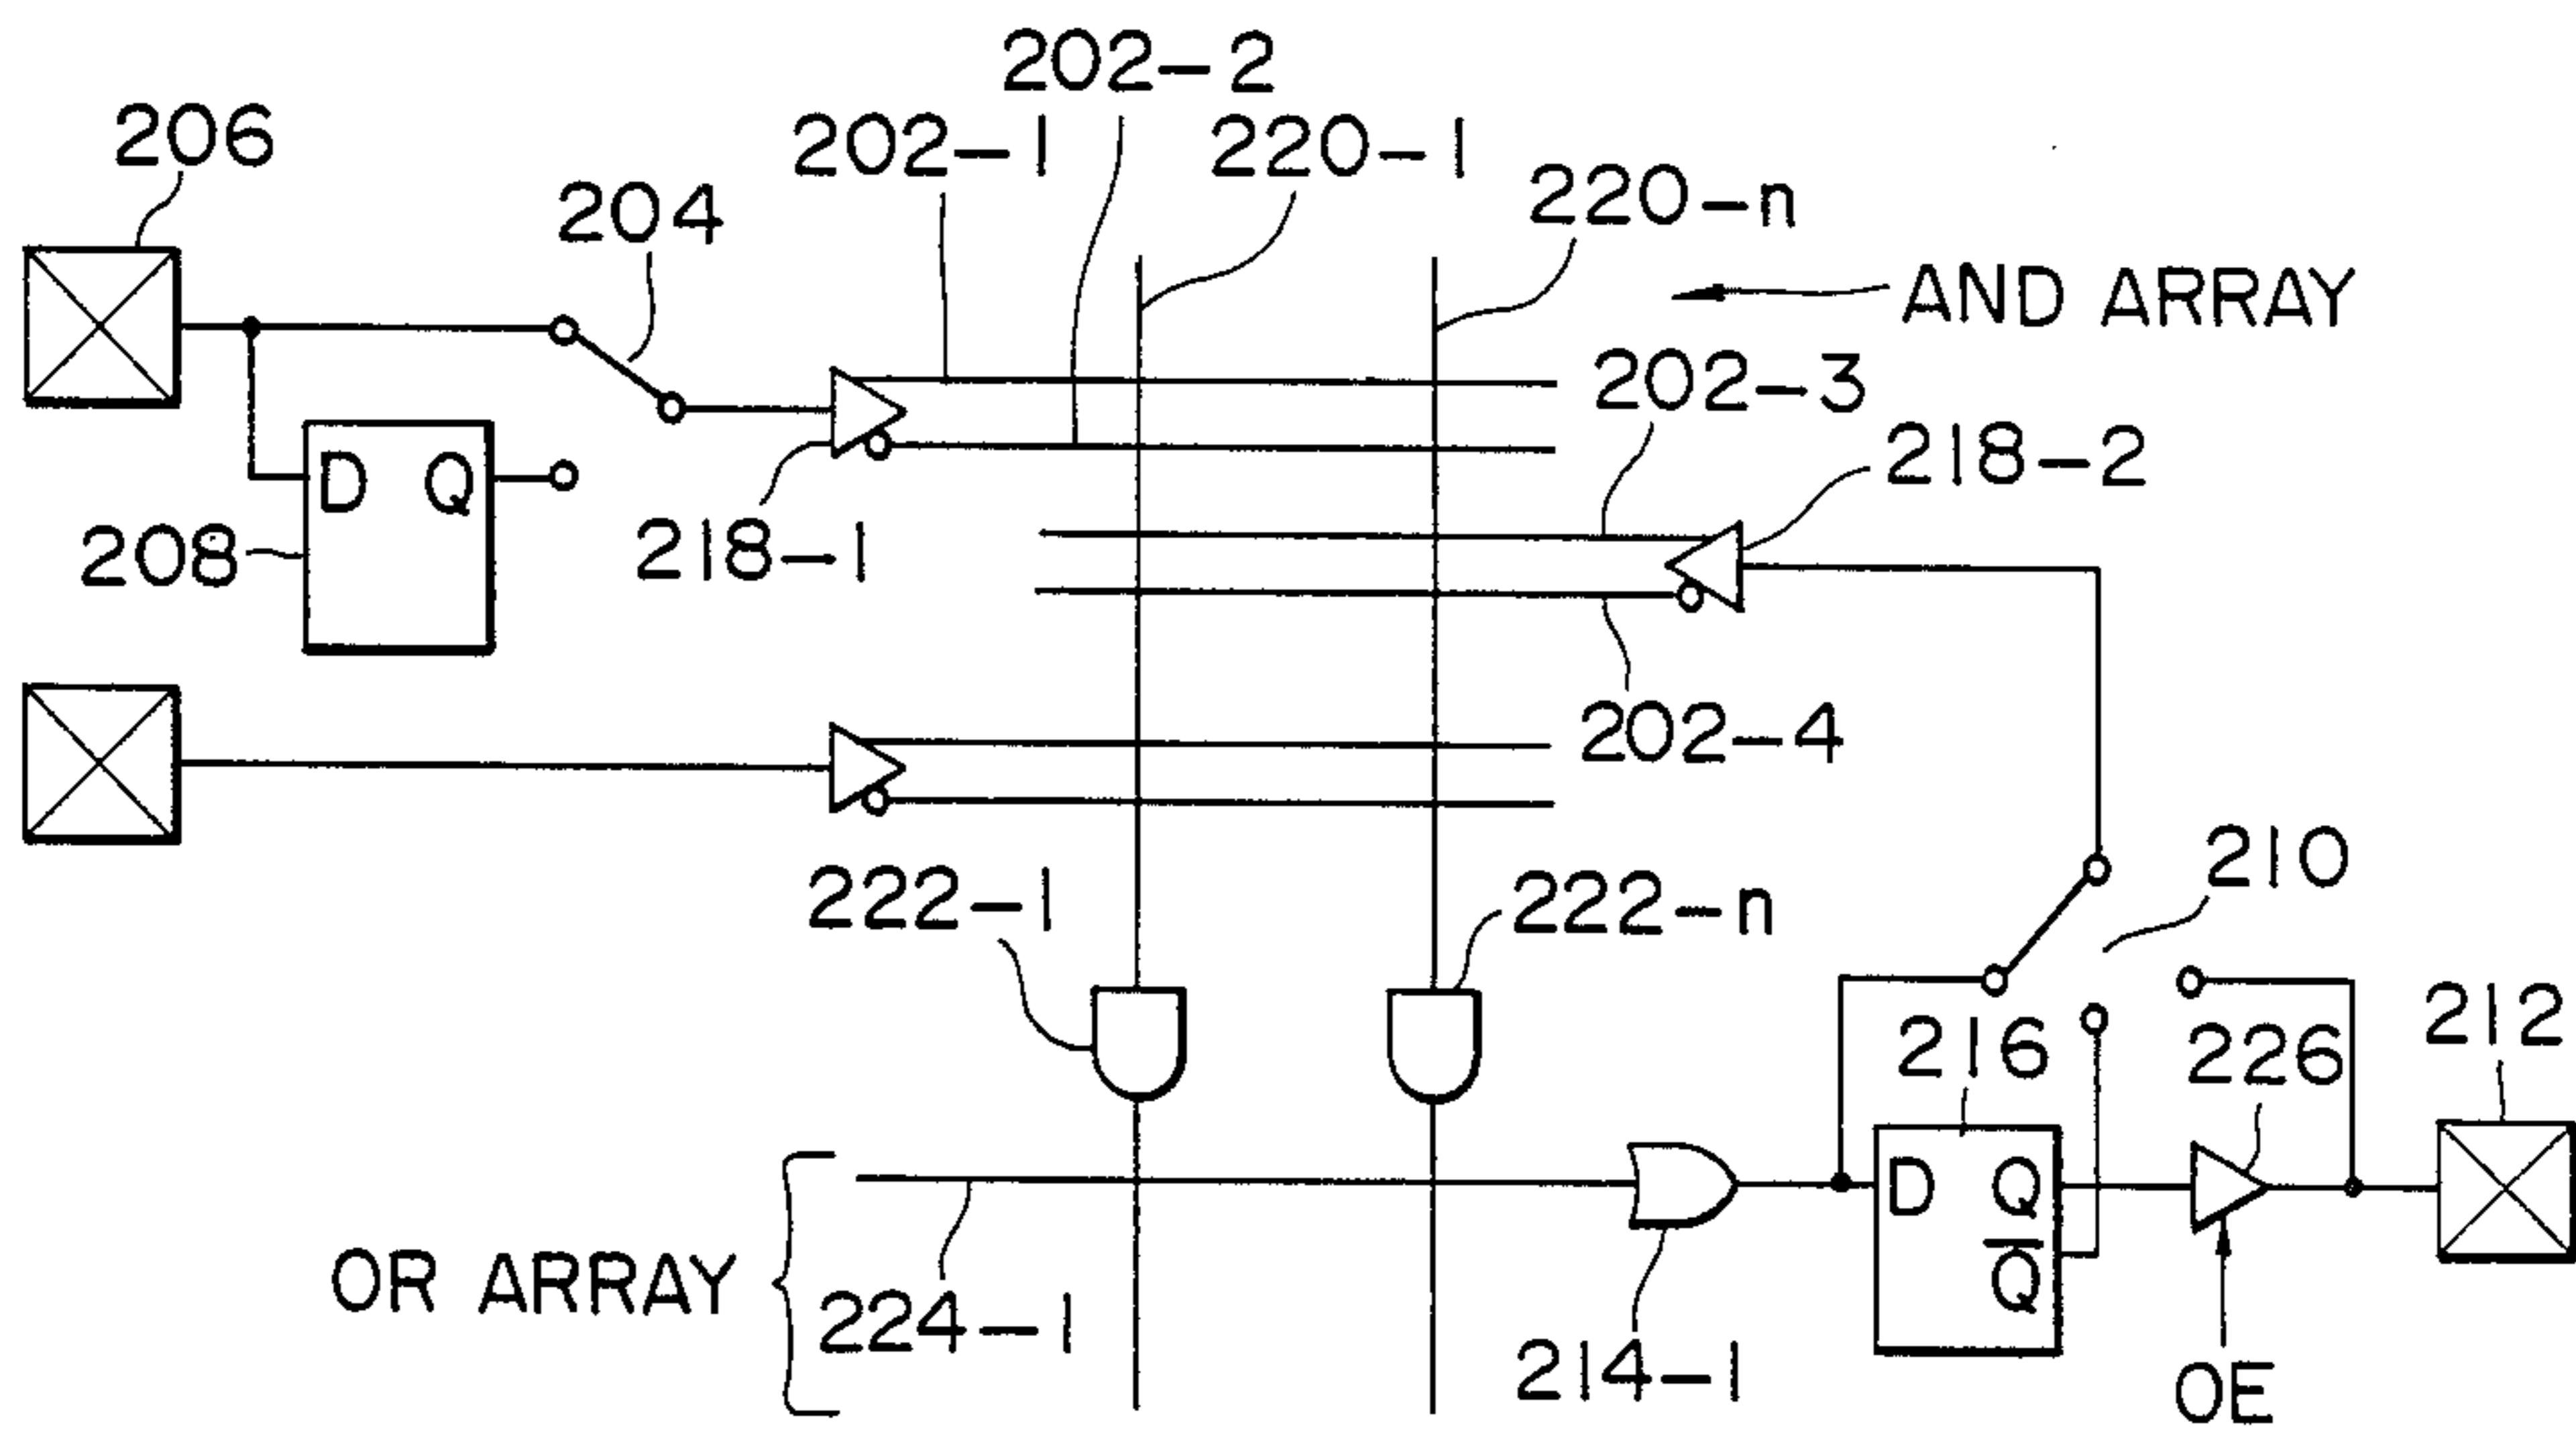 202-2
206
202-1
220-1
220-n
204
AND ARRAY
202-3
218-2
D Q
208
218-1
202-4
222-1
222-n
210
212
216
226
D Q
Q̅
OR ARRAY
224-1
214-1
OE